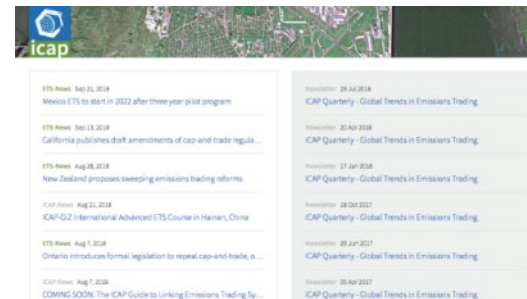 icap
ETS-News Sep 21, 2018
Mexico ETS to start in 2022 after three year pilot program
ETS-News Sep 13, 2018
California publishes draft amendments of cap-and-trade regula...
ETS-News Aug 28, 2018
New Zealand proposes sweeping emissions trading reforms
ICAP-News Aug 21, 2018
ICAP-GIZ International Advanced ETS Course in Hainan, China
ETS-News Aug 7, 2018
Ontario introduces formal legislation to repeal cap-and-trade, o...
ICAP-News Aug 7, 2018
COMING SOON: The ICAP Guide to Linking Emissions Trading Sy...
Newsletter 23 Jul 2018
ICAP Quarterly - Global Trends in Emissions Trading
Newsletter 20 Apr 2018
ICAP Quarterly - Global Trends in Emissions Trading
Newsletter 17 Jan 2018
ICAP Quarterly - Global Trends in Emissions Trading
Newsletter 18 Oct 2017
ICAP Quarterly - Global Trends in Emissions Trading
Newsletter 29 Jun 2017
ICAP Quarterly - Global Trends in Emissions Trading
Newsletter 05 Apr 2017
ICAP Quarterly - Global Trends in Emissions Trading